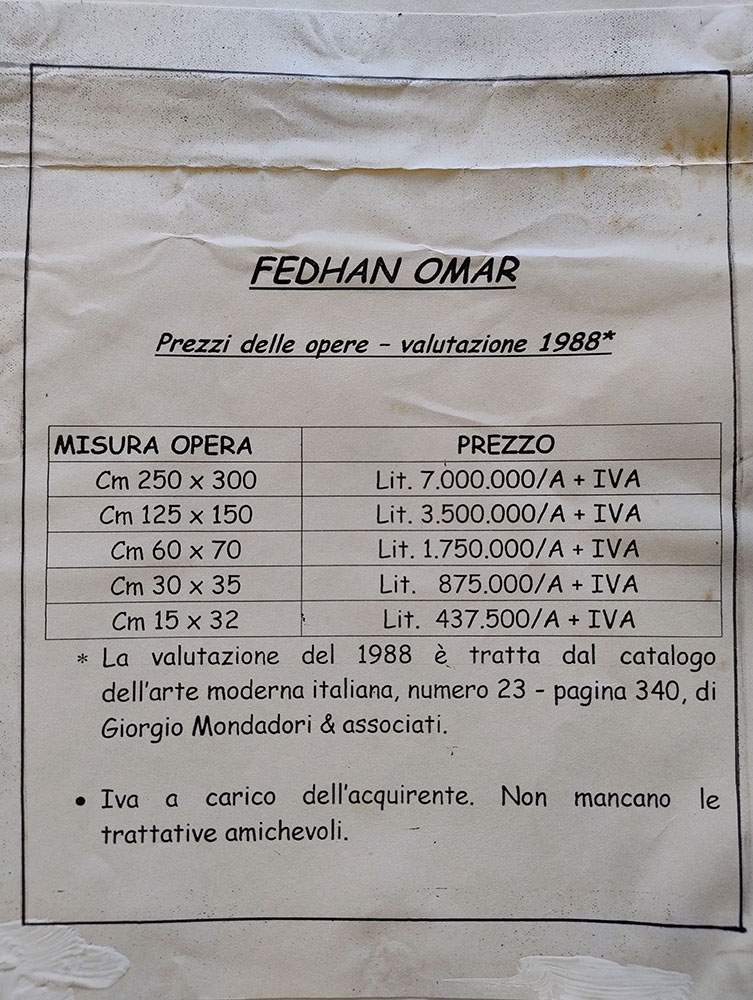 FEDHAN OMAR
Prezzi delle opere – valutazione 1988*
MISURA OPERA PREZZO
Cm 250 x 300 Lit. 7.000.000/A + IVA
Cm 125 x 150 Lit. 3.500.000/A + IVA
Cm 60 x 70 Lit. 1.750.000/A + IVA
Cm 30 x 35 Lit. 875.000/A + IVA
Cm 15 x 32 Lit. 437.500/A + IVA
* La valutazione del 1988 è tratta dal catalogo
dell'arte moderna italiana, numero 23 - pagina 340, di
Giorgio Mondadori & associati.
• Iva a carico dell'acquirente. Non mancano le
trattative amichevoli.